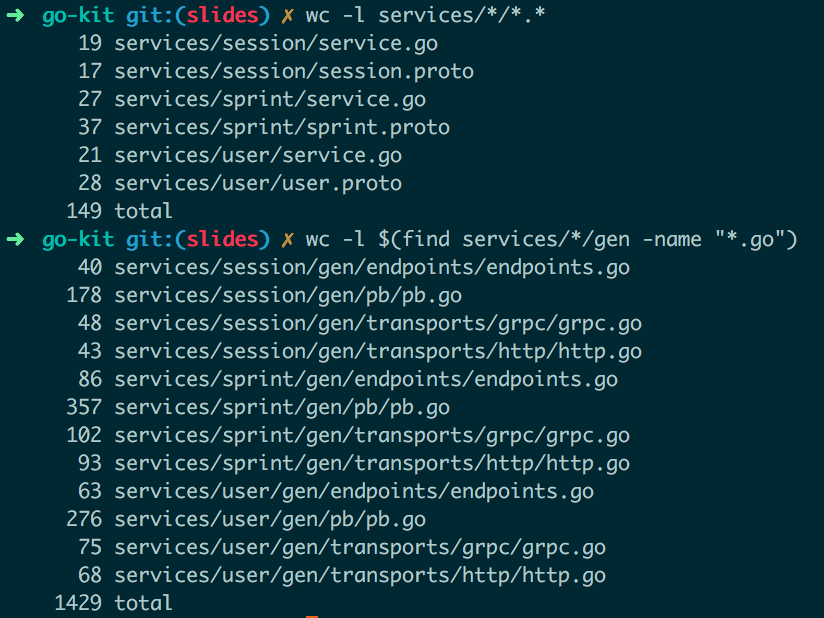 ➜  go-kit git:(slides) ✗ wc -l services/*/*.*
      19 services/session/service.go
      17 services/session/session.proto
      27 services/sprint/service.go
      37 services/sprint/sprint.proto
      21 services/user/service.go
      28 services/user/user.proto
     149 total
➜  go-kit git:(slides) ✗ wc -l $(find services/*/gen -name "*.go")
      40 services/session/gen/endpoints/endpoints.go
     178 services/session/gen/pb/pb.go
      48 services/session/gen/transports/grpc/grpc.go
      43 services/session/gen/transports/http/http.go
      86 services/sprint/gen/endpoints/endpoints.go
     357 services/sprint/gen/pb/pb.go
     102 services/sprint/gen/transports/grpc/grpc.go
      93 services/sprint/gen/transports/http/http.go
      63 services/user/gen/endpoints/endpoints.go
     276 services/user/gen/pb/pb.go
      75 services/user/gen/transports/grpc/grpc.go
      68 services/user/gen/transports/http/http.go
    1429 total